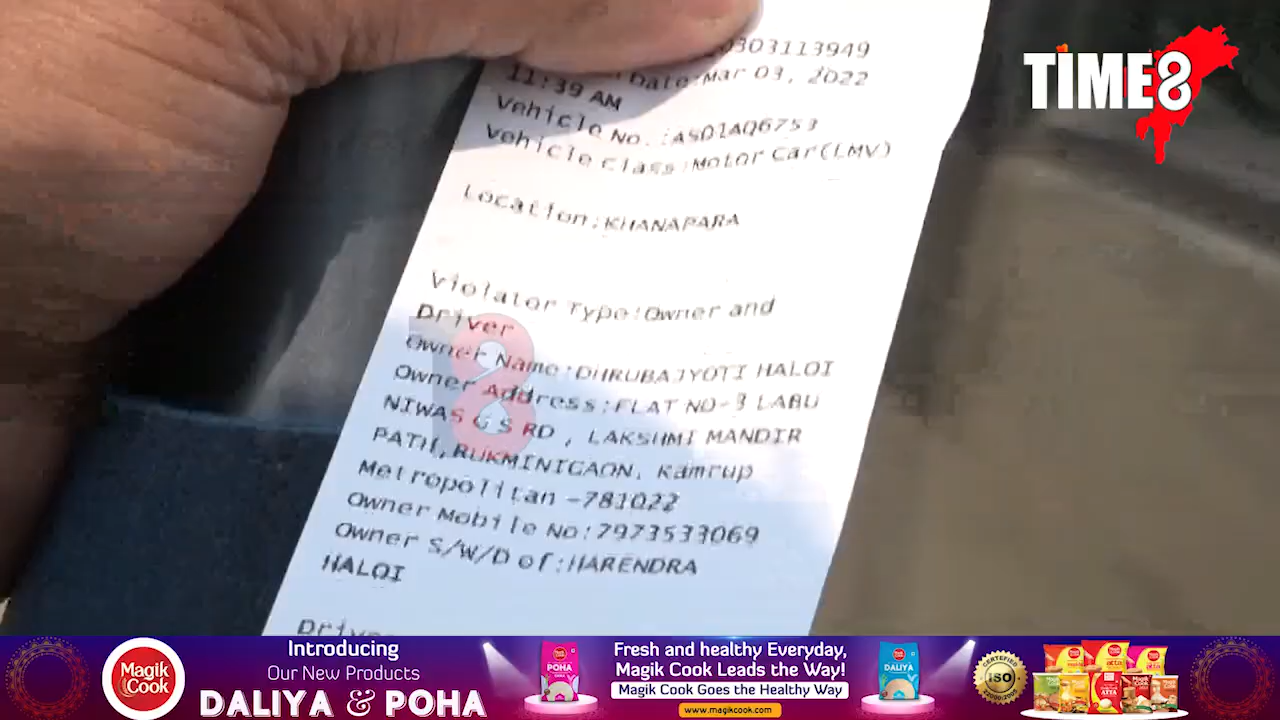 0303113949
Date:Mar 03, 2022
11:39 AM
Vehicle No. :AS01AQ6753
Vehicle Class:Motor Car(LMV)
Location:KHANAPARA
Violator Type:Owner and
Driver
Owner Name:DHRUBAJYOTI HALOI
Owner Address:FLAT NO-3 LABU
NIWAS G S RD , LAKSHMI MANDIR
PATH,RUKMINIGAON, Kamrup
Metropolitan -781022
Owner Mobile No:7973533069
Owner S/W/D of:HARENDRA
HALOI
Driver
TIME8
Magik
Cook
Introducing
Our New Products
DALIYA & POHA
POHA
Fresh and healthy Everyday,
Magik Cook Leads the Way!
Magik Cook Goes the Healthy Way
www.magikcook.com
DALIYA
CERTIFIED
ISO
22000:2005